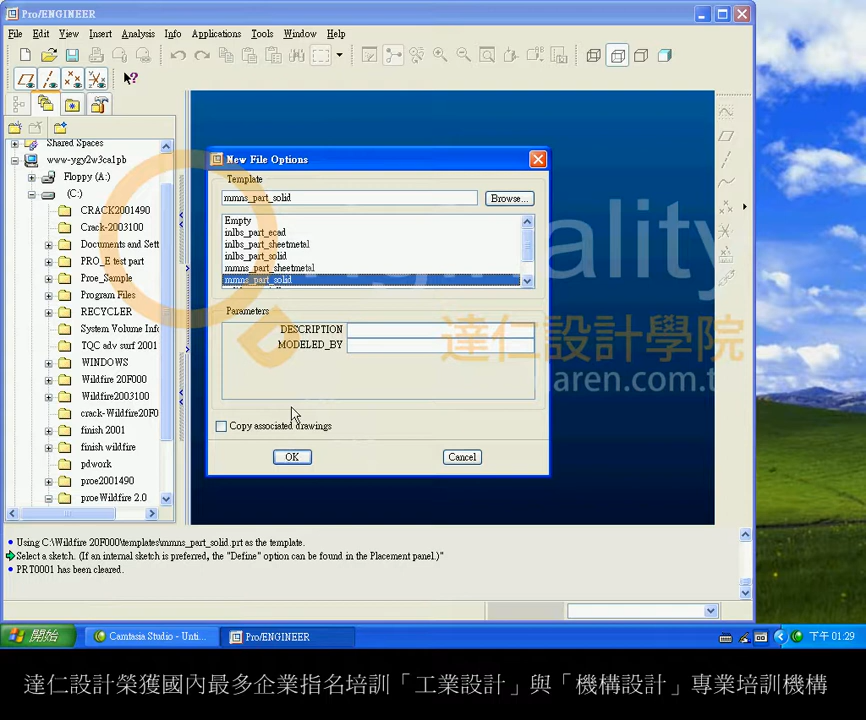 Pro/ENGINEER
File Edit View Insert Analysis Info Applications Tools Window Help
Shared Spaces
www-ygy2w3ca1pb
Floppy (A:)
(C:)
CRACK2001490
Crack-2003100
Documents and Sett
PRO_E test part
Proe_Sample
Program Files
RECYCLER
System Volume Info
TQC adv surf 2001
WINDOWS
Wildfire 20F000
Wildfire2003100
crack-Wildfire20F0
finish 2001
finish wildfire
pdwork
proe2001490
proeWildfire 2.0
New File Options
Template
mmns_part_solid
Browse...
Empty
inlbs_part_ecad
inlbs_part_sheetmetal
inlbs_part_solid
mmns_part_sheetmetal
mmns_part_solid
Parameters
DESCRIPTION
MODELED_BY
Copy associated drawings
OK
Cancel
達仁設計學院
daren.com.t
Using C:\Wildfire 20F000\templates\mmns_part_solid.prt as the template.
Select a sketch. (If an internal sketch is preferred, the "Define" option can be found in the Placement panel.)"
PRT0001 has been cleared.
開始
Camtasia Studio - Unti...
Pro/ENGINEER
下午 01:29
達仁設計榮獲國內最多企業指名培訓「工業設計」與「機構設計」專業培訓機構